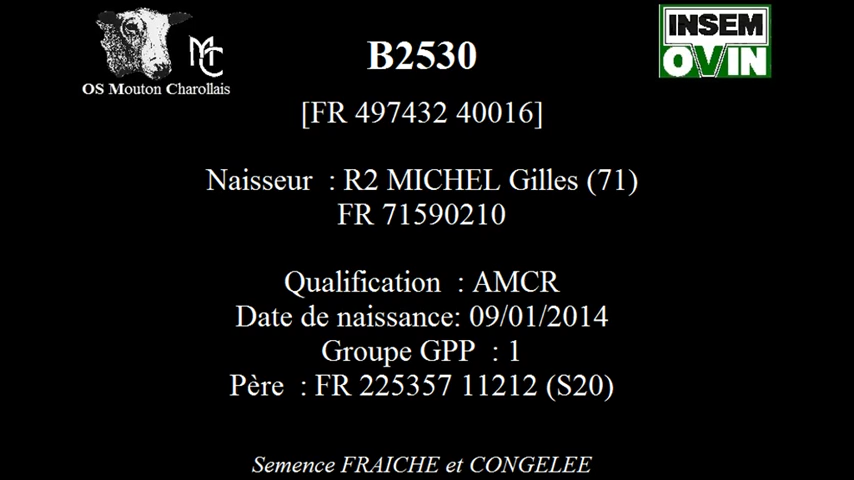 MC
OS Mouton Charollais
B2530
INSEM
OVIN
[FR 497432 40016]
Naisseur : R2 MICHEL Gilles (71)
FR 71590210
Qualification : AMCR
Date de naissance: 09/01/2014
Groupe GPP : 1
Père : FR 225357 11212 (S20)
Semence FRAICHE et CONGELEE